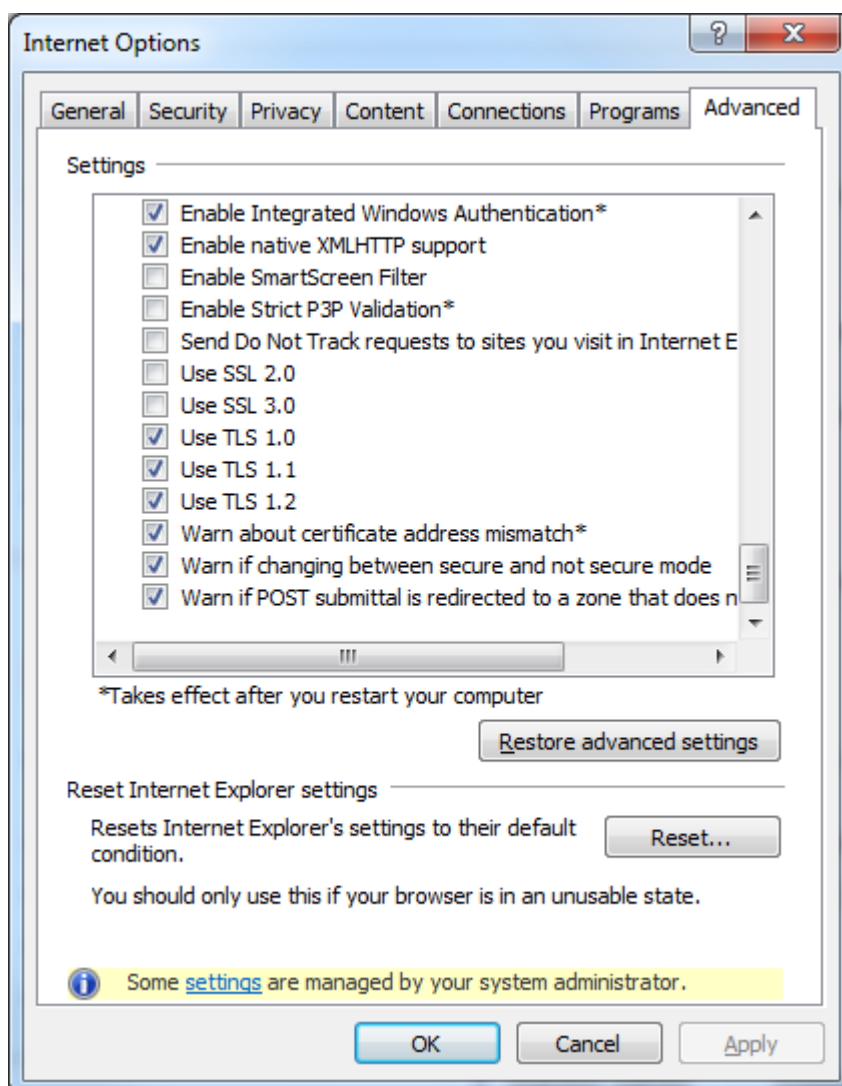 Internet Options
General Security Privacy Content Connections Programs Advanced
Settings
Enable Integrated Windows Authentication*
Enable native XMLHTTP support
Enable SmartScreen Filter
Enable Strict P3P Validation*
Send Do Not Track requests to sites you visit in Internet E
Use SSL 2.0
Use SSL 3.0
Use TLS 1.0
Use TLS 1.1
Use TLS 1.2
Warn about certificate address mismatch*
Warn if changing between secure and not secure mode
Warn if POST submittal is redirected to a zone that does n
*Takes effect after you restart your computer
Restore advanced settings
Reset Internet Explorer settings
Resets Internet Explorer's settings to their default
condition.
Reset...
You should only use this if your browser is in an unusable state.
Some settings are managed by your system administrator.
OK Cancel Apply